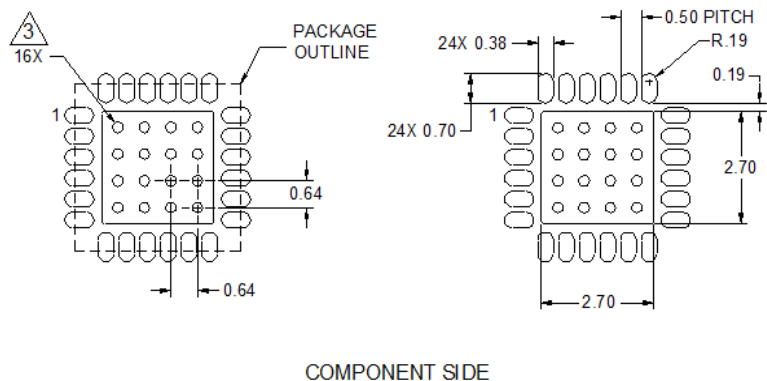 3
16X
PACKAGE
OUTLINE
1
0.64
0.64
0.50 PITCH
24X 0.38
R.19
0.19
24X 0.70
1
2.70
2.70
COMPONENT SIDE